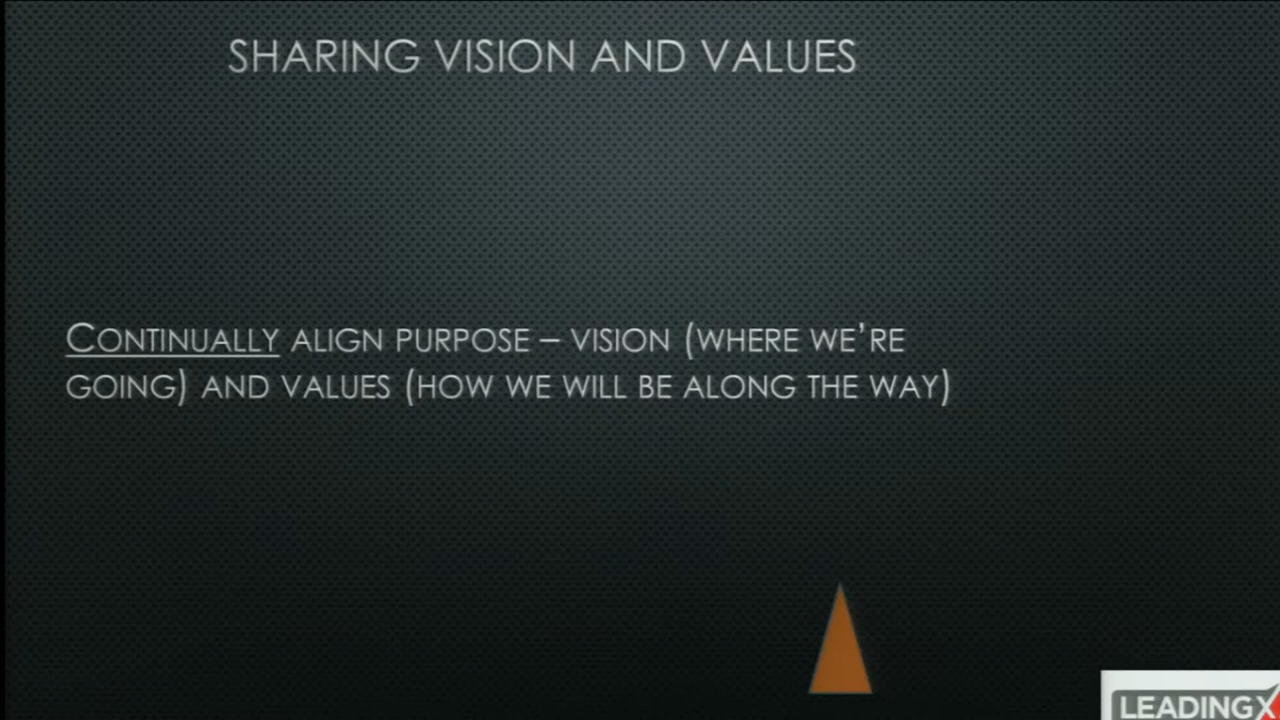 SHARING VISION AND VALUES
CONTINUALLY ALIGN PURPOSE – VISION (WHERE WE'RE
GOING) AND VALUES (HOW WE WILL BE ALONG THE WAY)
LEADINGX